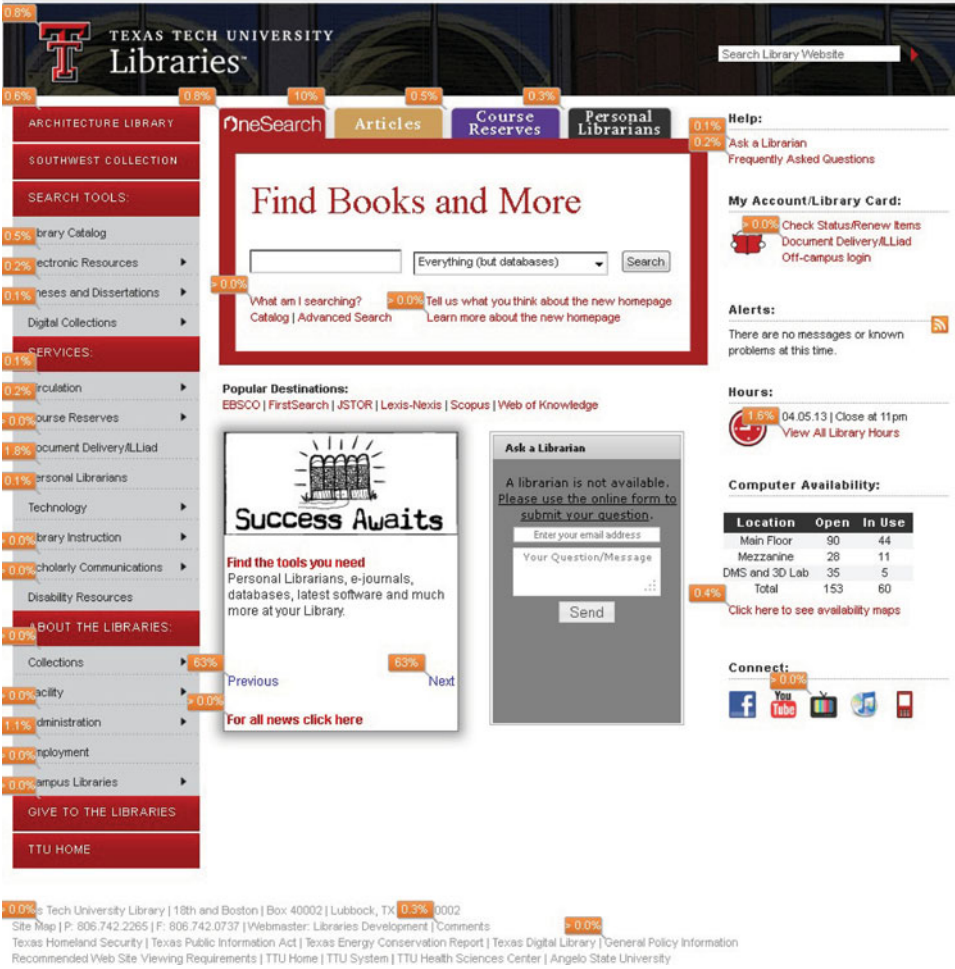 0.8%
TEXAS TECH UNIVERSITY
Libraries™
Search Library Website
0.6%
0.8%
10%
0.5%
0.3%
ARCHITECTURE LIBRARY
SOUTHWEST COLLECTION
SEARCH TOOLS:
0.5% brary Catalog
0.2% ectronic Resources
0.1% heses and Dissertations
Digital Collections
SERVICES:
0.1%
0.2% irculation
> 0.0% ourse Reserves
1.8% ocument Delivery/ILLiad
0.1% ersonal Librarians
Technology
> 0.0% brary Instruction
> 0.0% cholarly Communications
Disability Resources
ABOUT THE LIBRARIES:
> 0.0%
Collections
> 0.0% acility
1.1% dministration
> 0.0% mployment
> 0.0% ampus Libraries
GIVE TO THE LIBRARIES
TTU HOME
OneSearch
Articles
Course Reserves
Personal Librarians
Find Books and More
Everything (but databases)
Search
> 0.0%
> 0.0%
What am I searching?
Catalog | Advanced Search
Tell us what you think about the new homepage
Learn more about the new homepage
Popular Destinations:
EBSCO | FirstSearch | JSTOR | Lexis-Nexis | Scopus | Web of Knowledge
Success Awaits
Find the tools you need
Personal Librarians, e-journals,
databases, latest software and much
more at your Library.
63%
63%
Previous
Next
> 0.0%
For all news click here
Ask a Librarian
A librarian is not available.
Please use the online form to
submit your question.
Enter your email address
Your Question/Message
Send
Help:
0.1%
0.2%
Ask a Librarian
Frequently Asked Questions
My Account/Library Card:
> 0.0%
Check Status/Renew Items
Document Delivery/ILLiad
Off-campus login
Alerts:
There are no messages or known
problems at this time.
Hours:
1.6%
04.05.13 | Close at 11pm
View All Library Hours
Computer Availability:
Location Open In Use
Main Floor 90 44
Mezzanine 28 11
DMS and 3D Lab 35 5
Total 153 60
0.4%
Click here to see availability maps
Connect:
> 0.0%
f
You Tube
> 0.0% s Tech University Library | 18th and Boston | Box 40002 | Lubbock, TX 0.3% 0002
Site Map | P: 806.742.2265 | F: 806.742.0737 | Webmaster: Libraries Development | Comments
> 0.0%
Texas Homeland Security | Texas Public Information Act | Texas Energy Conservation Report | Texas Digital Library | General Policy Information
Recommended Web Site Viewing Requirements | TTU Home | TTU System | TTU Health Sciences Center | Angelo State University